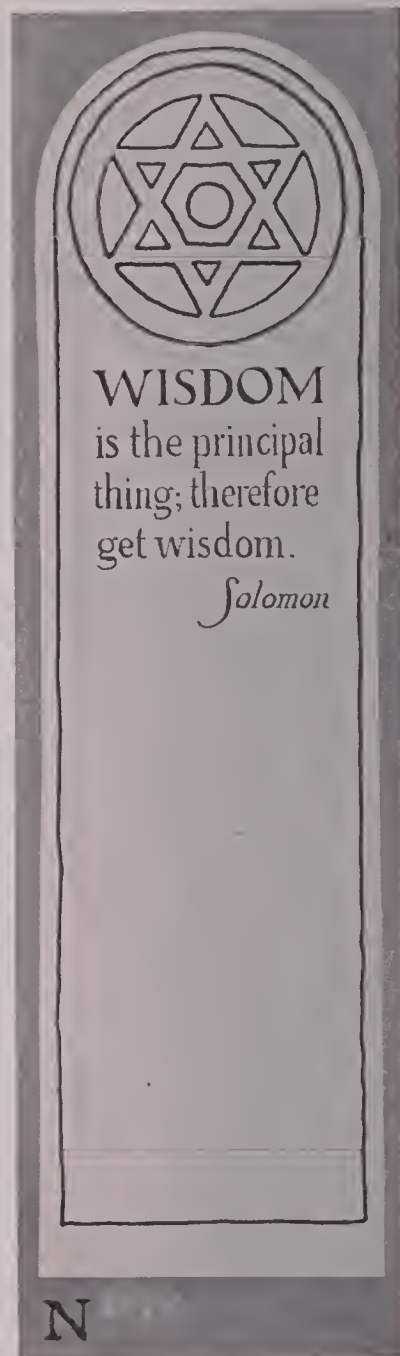 WISDOM
is the principal
thing; therefore
get wisdom.
Solomon
N